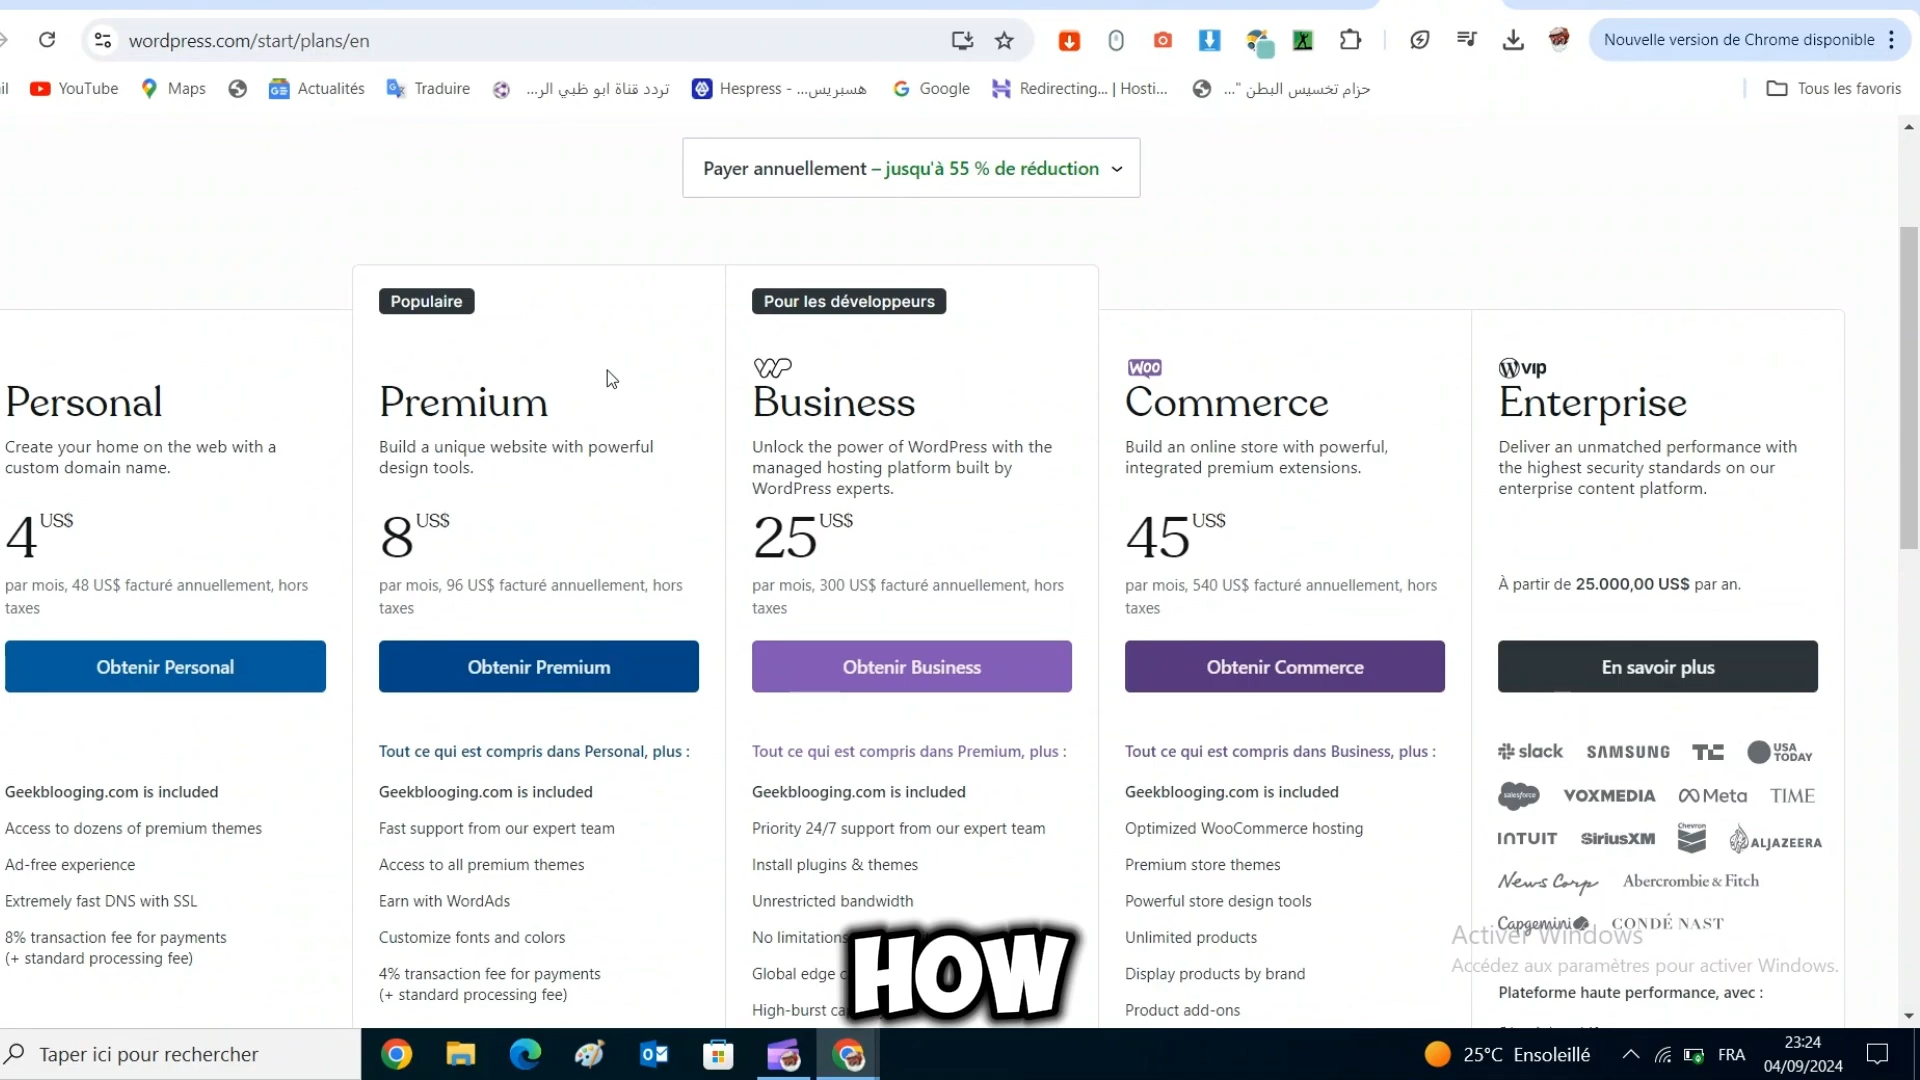 wordpress.com/start/plans/en
Nouvelle version de Chrome disponible
YouTube
Maps
Actualités
Traduire
تردد قناة ابو ظبي الر...
Hespress - هسبريس...
Google
Redirecting... | Hosti...
حزام تخسيس البطن "...
Tous les favoris
Payer annuellement – jusqu'à 55 % de réduction
Populaire
Pour les développeurs
WOO
vip
Personal
Premium
Business
Commerce
Enterprise
Create your home on the web with a
custom domain name.
Build a unique website with powerful
design tools.
Unlock the power of WordPress with the
managed hosting platform built by
WordPress experts.
Build an online store with powerful,
integrated premium extensions.
Deliver an unmatched performance with
the highest security standards on our
enterprise content platform.
4 US$
8 US$
25 US$
45 US$
par mois, 48 US$ facturé annuellement, hors
taxes
par mois, 96 US$ facturé annuellement, hors
taxes
par mois, 300 US$ facturé annuellement, hors
taxes
par mois, 540 US$ facturé annuellement, hors
taxes
À partir de 25.000,00 US$ par an.
Obtenir Personal
Obtenir Premium
Obtenir Business
Obtenir Commerce
En savoir plus
Tout ce qui est compris dans Personal, plus :
Tout ce qui est compris dans Premium, plus :
Tout ce qui est compris dans Business, plus :
Geekblooging.com is included
Access to dozens of premium themes
Ad-free experience
Extremely fast DNS with SSL
8% transaction fee for payments
(+ standard processing fee)
Geekblooging.com is included
Fast support from our expert team
Access to all premium themes
Earn with WordAds
Customize fonts and colors
4% transaction fee for payments
(+ standard processing fee)
Geekblooging.com is included
Priority 24/7 support from our expert team
Install plugins & themes
Unrestricted bandwidth
No limitations
Global edge
High-burst
Geekblooging.com is included
Optimized WooCommerce hosting
Premium store themes
Powerful store design tools
Unlimited products
Display products by brand
Product add-ons
slack SAMSUNG TC USA TODAY
salesforce VOXMEDIA Meta TIME
INTUIT SiriusXM Chevron ALJAZEERA
News Corp Abercrombie & Fitch
Capgemini CONDÉ NAST
Activer Windows
Accédez aux paramètres pour activer Windows.
Plateforme haute performance, avec :
HOW
Taper ici pour rechercher
25°C Ensoleillé
FRA
23:24
04/09/2024